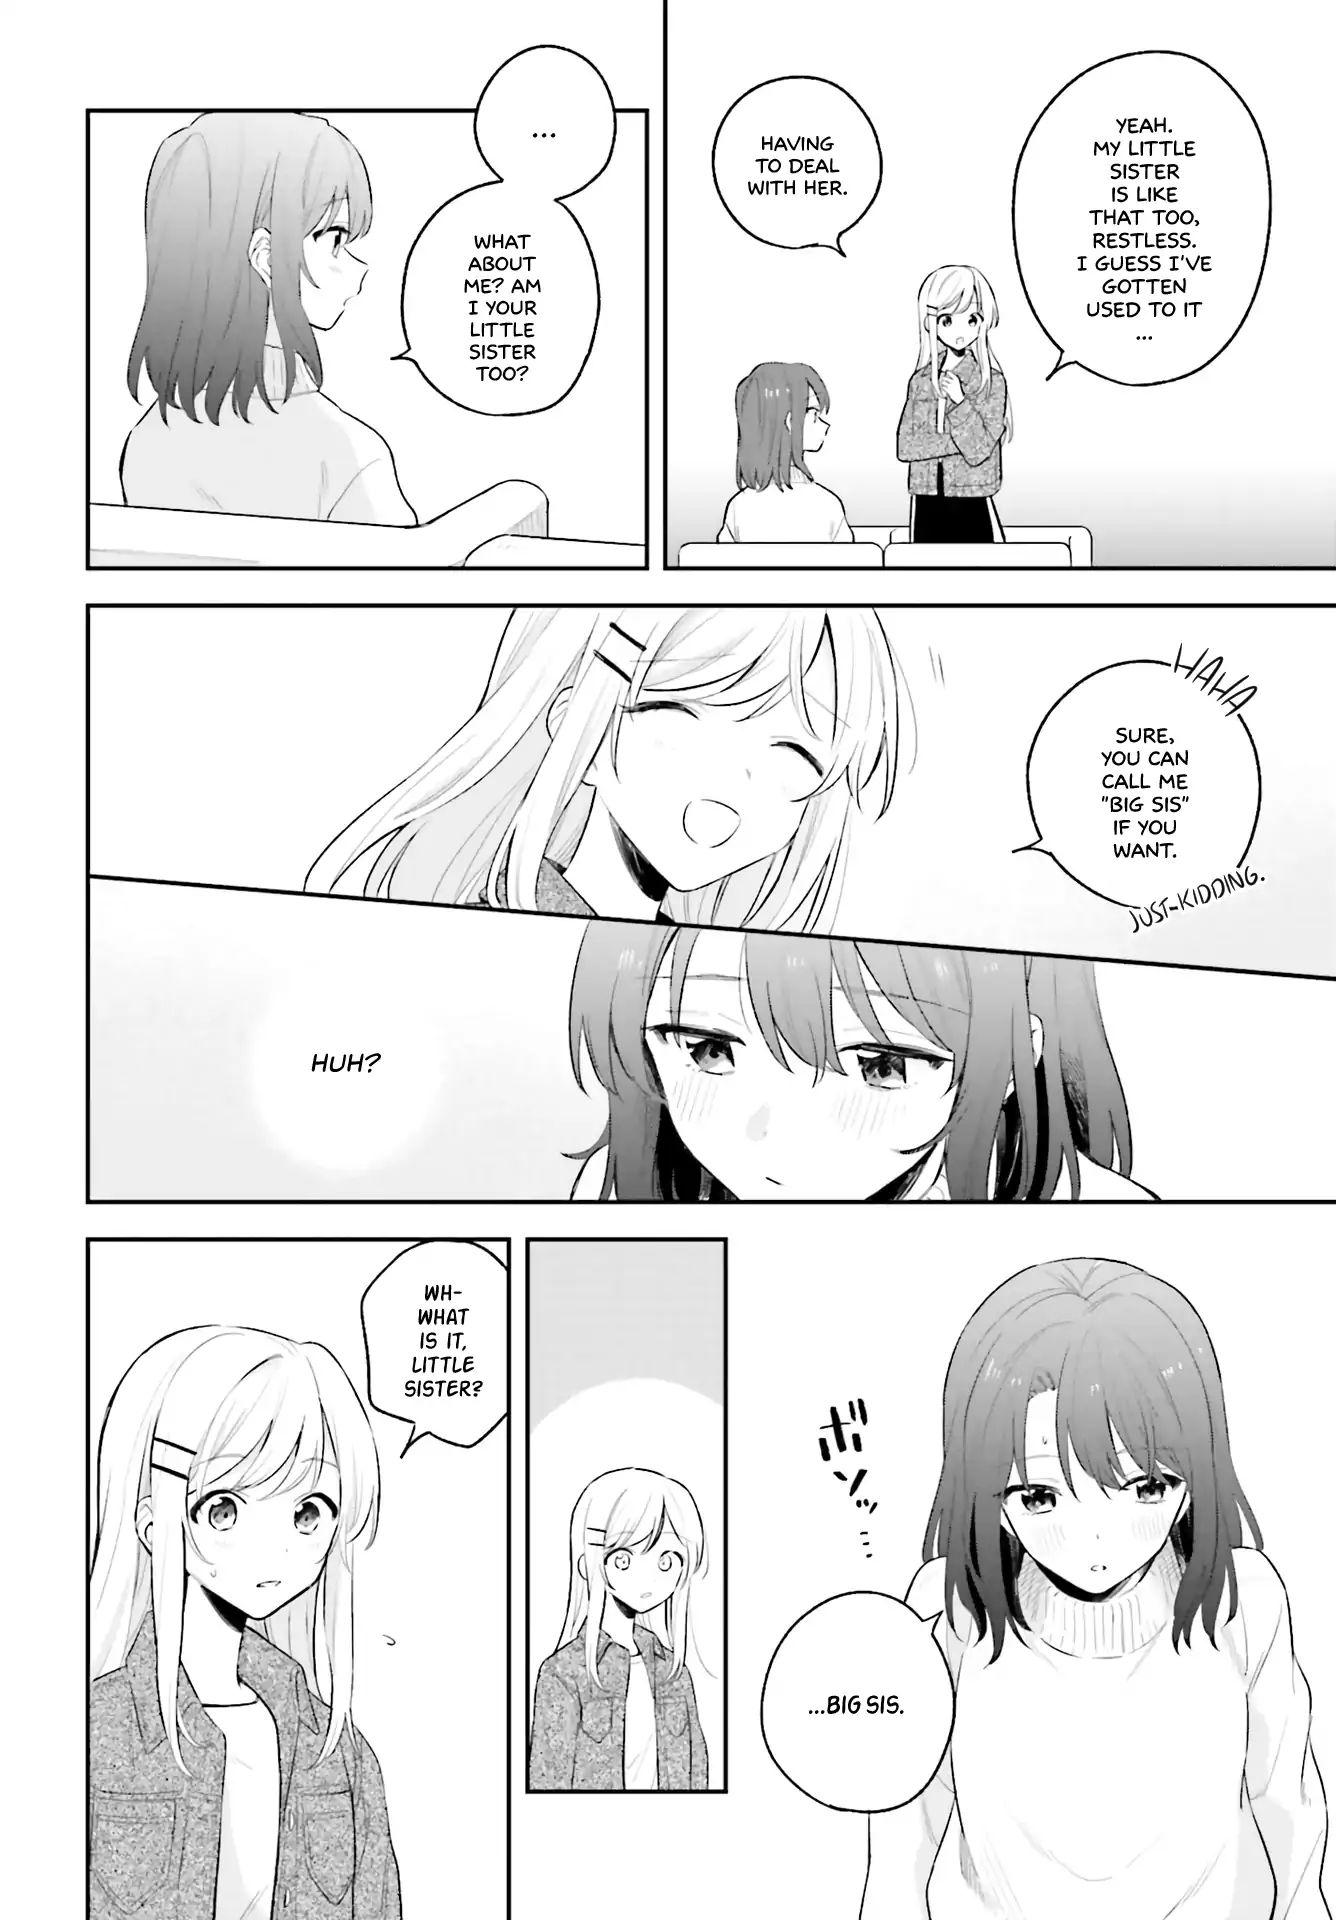 YEAH.
MY LITTLE
SISTER
IS LIKE
THAT TOO,
RESTLESS.
I GUESS I'VE
GOTTEN
USED TO IT
...
HAVING
TO DEAL
WITH HER.
...
WHAT
ABOUT
ME? AM
I YOUR
LITTLE
SISTER
TOO?
HAHA
SURE,
YOU CAN
CALL ME
"BIG SIS"
IF YOU
WANT.
JUST-KIDDING.
HUH?
ボソッ
...BIG SIS.
WH-
WHAT
IS IT,
LITTLE
SISTER?